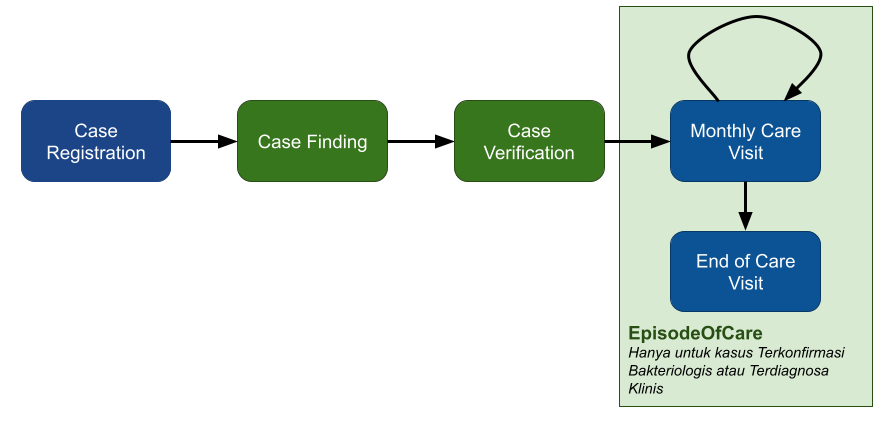 Case
Registration
Case Finding
Case
Verification
Monthly Care
Visit
End of Care
Visit
EpisodeOfCare
Hanya untuk kasus Terkonfirmasi
Bakteriologis atau Terdiagnosa
Klinis